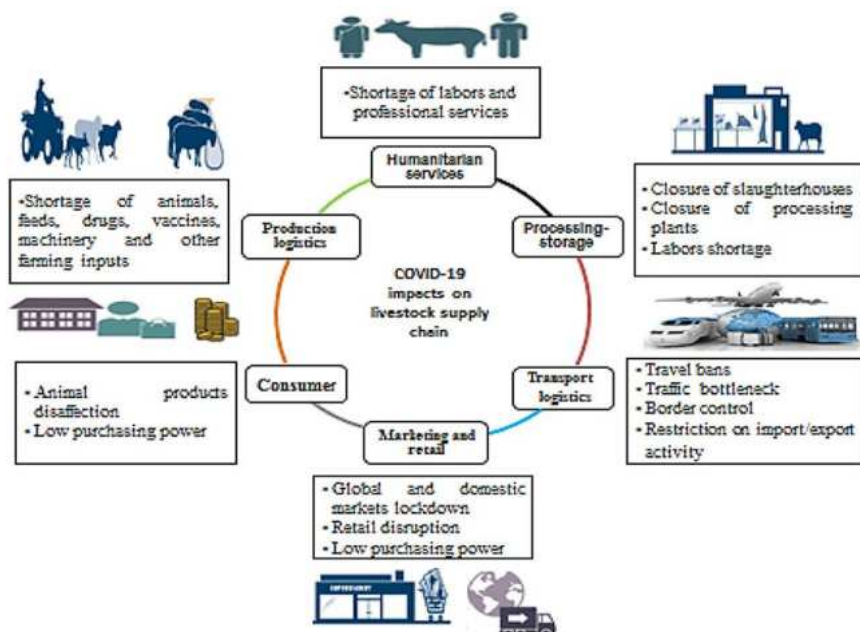 •Shortage of labors and
professional services
Humanitarian
services
•Shortage of animals,
feeds, drugs, vaccines,
machinery and other
farming inputs
Production
logistics
Processing-
storage
• Closure of slaughterhouses
• Closure of processing
plants
• Labors shortage
COVID-19
impacts on
livestock supply
chain
• Animal products
disaffection
• Low purchasing power
Consumer
Transport
logistics
• Travel bans
• Traffic bottleneck
• Border control
• Restriction on import/export
activity
Marketing and
retail
• Global and domestic
markets lockdown
• Retail disruption
• Low purchasing power